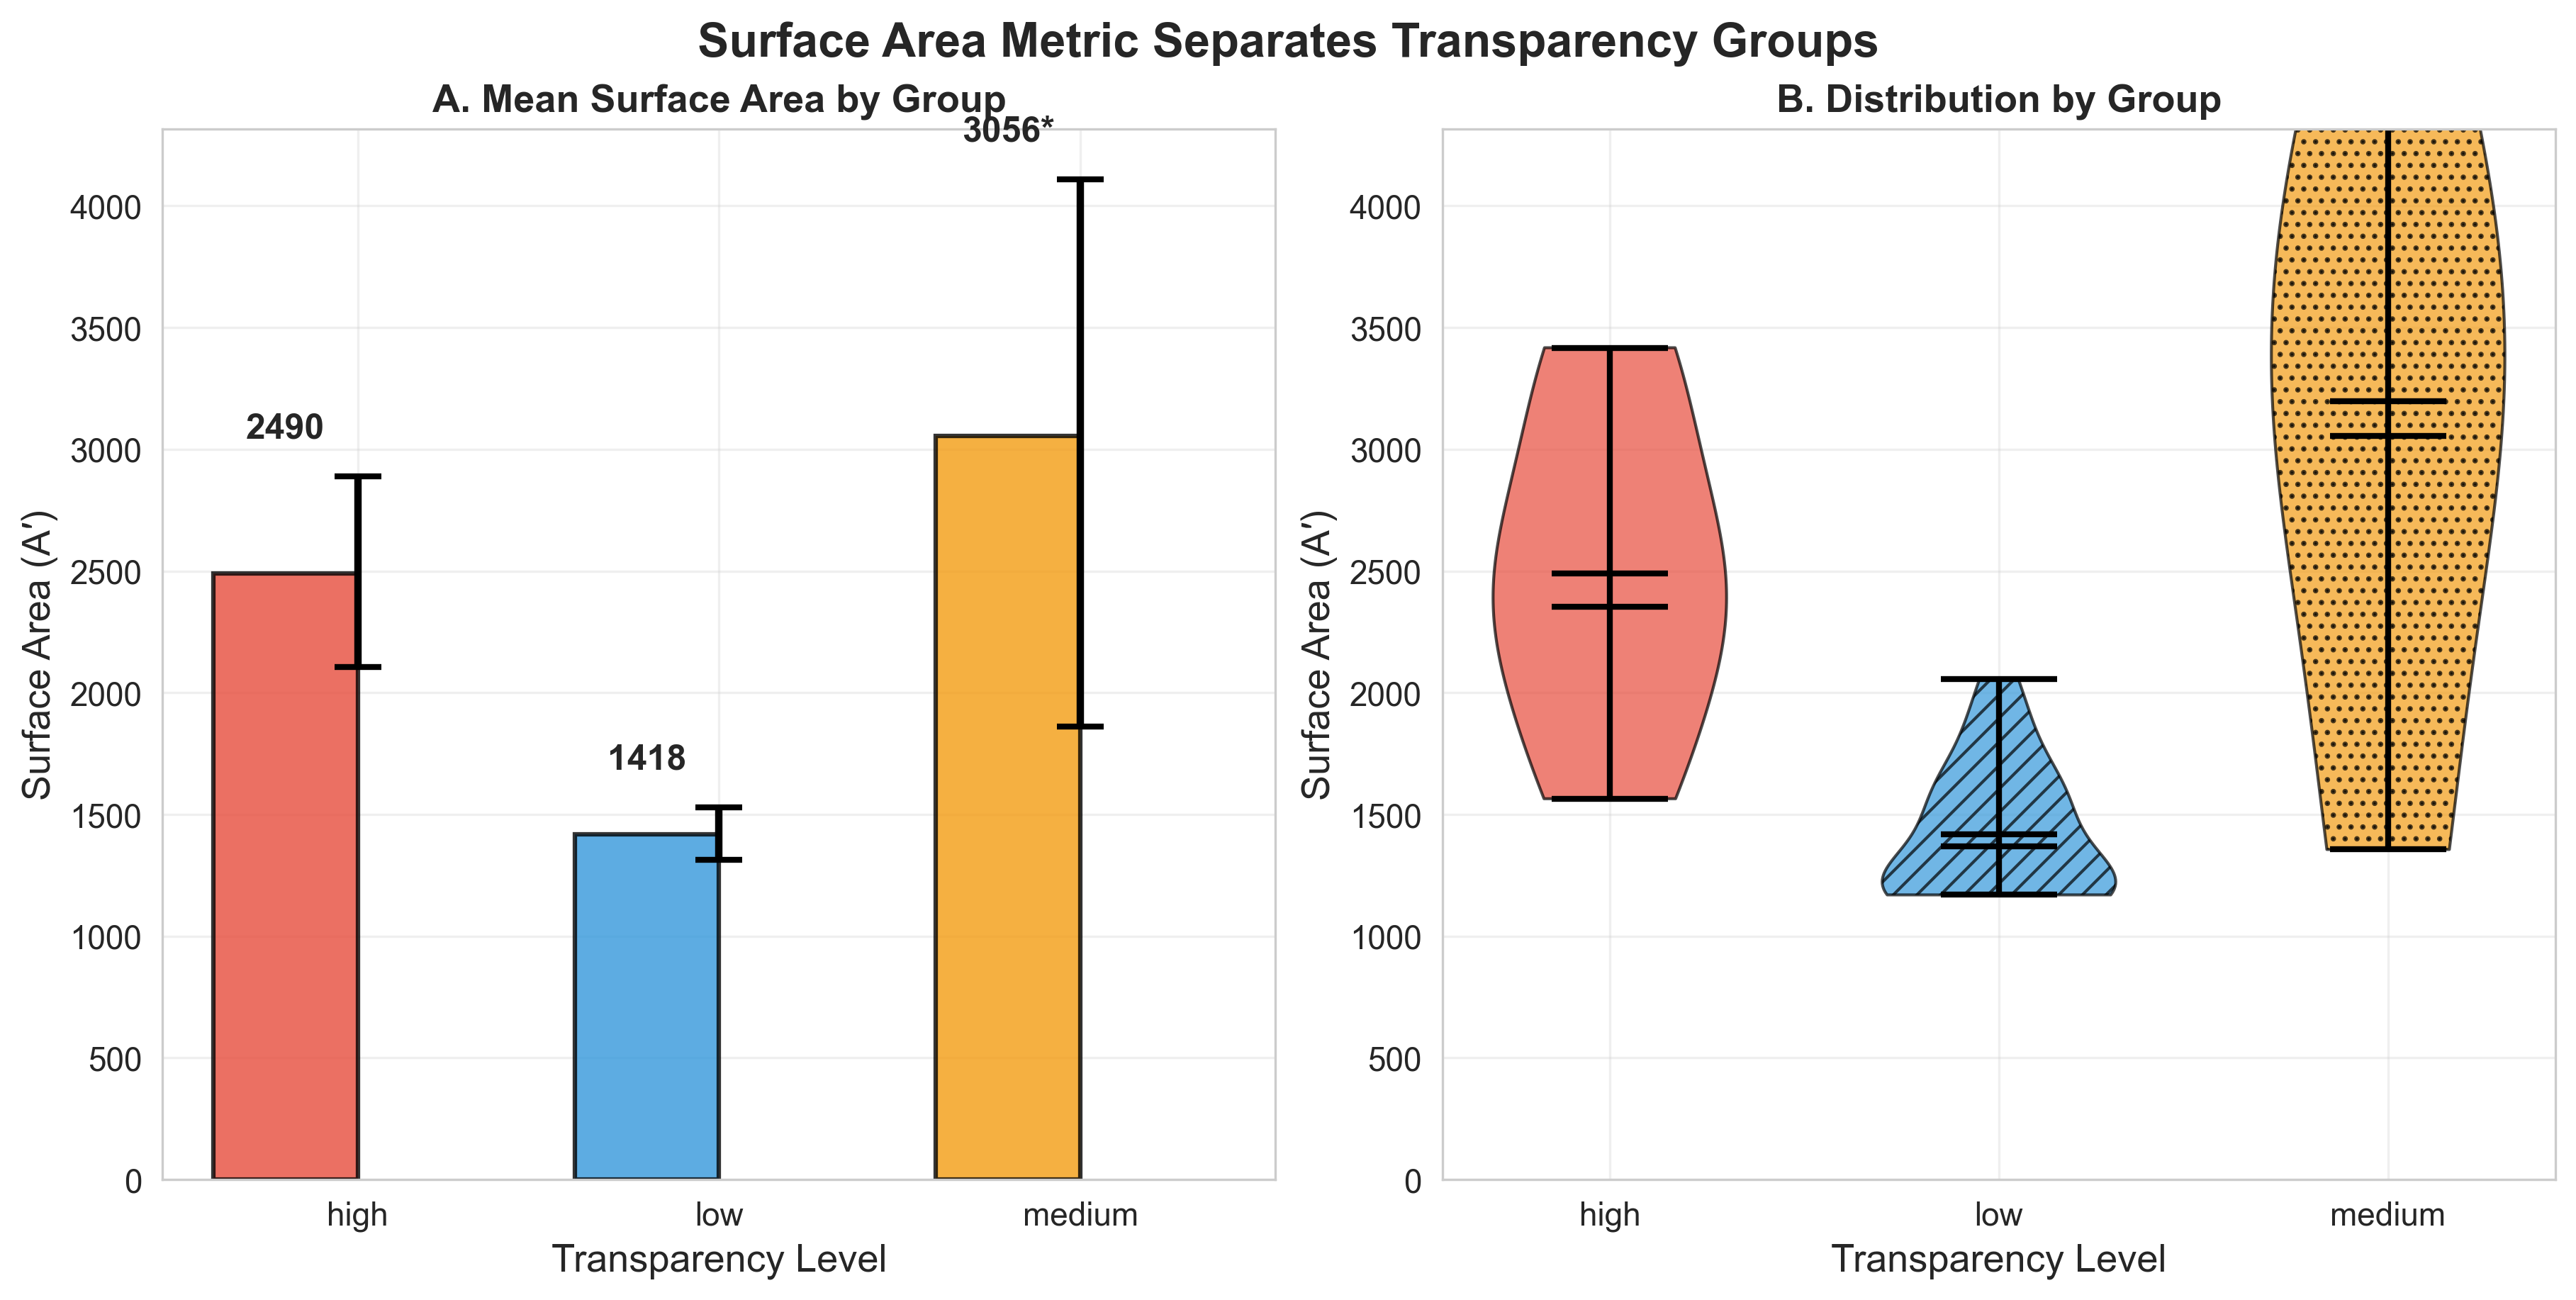 Surface Area Metric Separates Transparency Groups
A. Mean Surface Area by Group
3056*
2490
1418
4000
3500
3000
2500
2000
1500
1000
500
0
Surface Area (A')
high low medium
Transparency Level
B. Distribution by Group
4000
3500
3000
2500
2000
1500
1000
500
0
Surface Area (A')
high low medium
Transparency Level